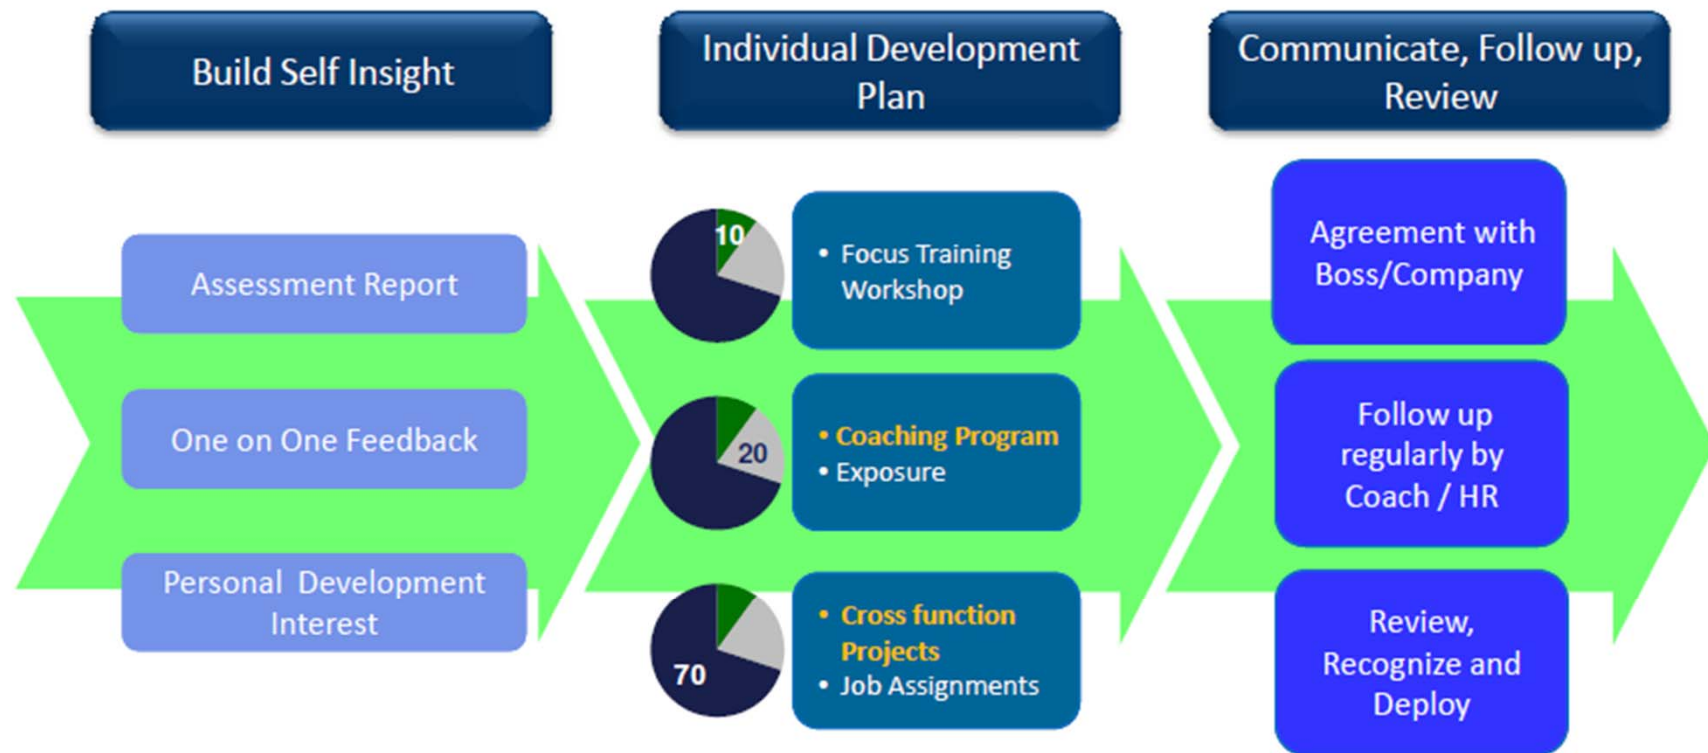 Build Self Insight
Individual Development
Plan
Communicate, Follow up,
Review
Assessment Report
One on One Feedback
Personal Development
Interest
10
• Focus Training
Workshop
20
• Coaching Program
• Exposure
70
• Cross function
Projects
• Job Assignments
Agreement with
Boss/Company
Follow up
regularly by
Coach / HR
Review,
Recognize and
Deploy